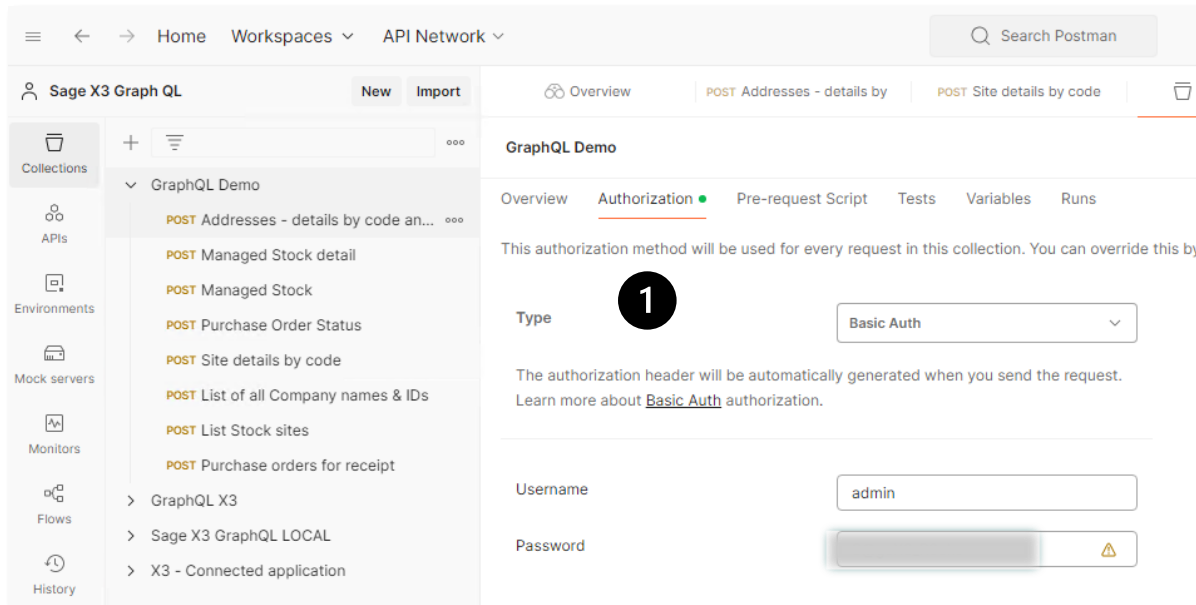 Home Workspaces API Network Search Postman
Sage X3 Graph QL New Import
Overview POST Addresses - details by POST Site details by code
Collections
APIs
Environments
Mock servers
Monitors
Flows
History
GraphQL Demo
POST Addresses - details by code an...
POST Managed Stock detail
POST Managed Stock
POST Purchase Order Status
POST Site details by code
POST List of all Company names & IDs
POST List Stock sites
POST Purchase orders for receipt
GraphQL X3
Sage X3 GraphQL LOCAL
X3 - Connected application
GraphQL Demo
Overview Authorization Pre-request Script Tests Variables Runs
This authorization method will be used for every request in this collection. You can override this by
1
Type Basic Auth
The authorization header will be automatically generated when you send the request.
Learn more about Basic Auth authorization.
Username admin
Password